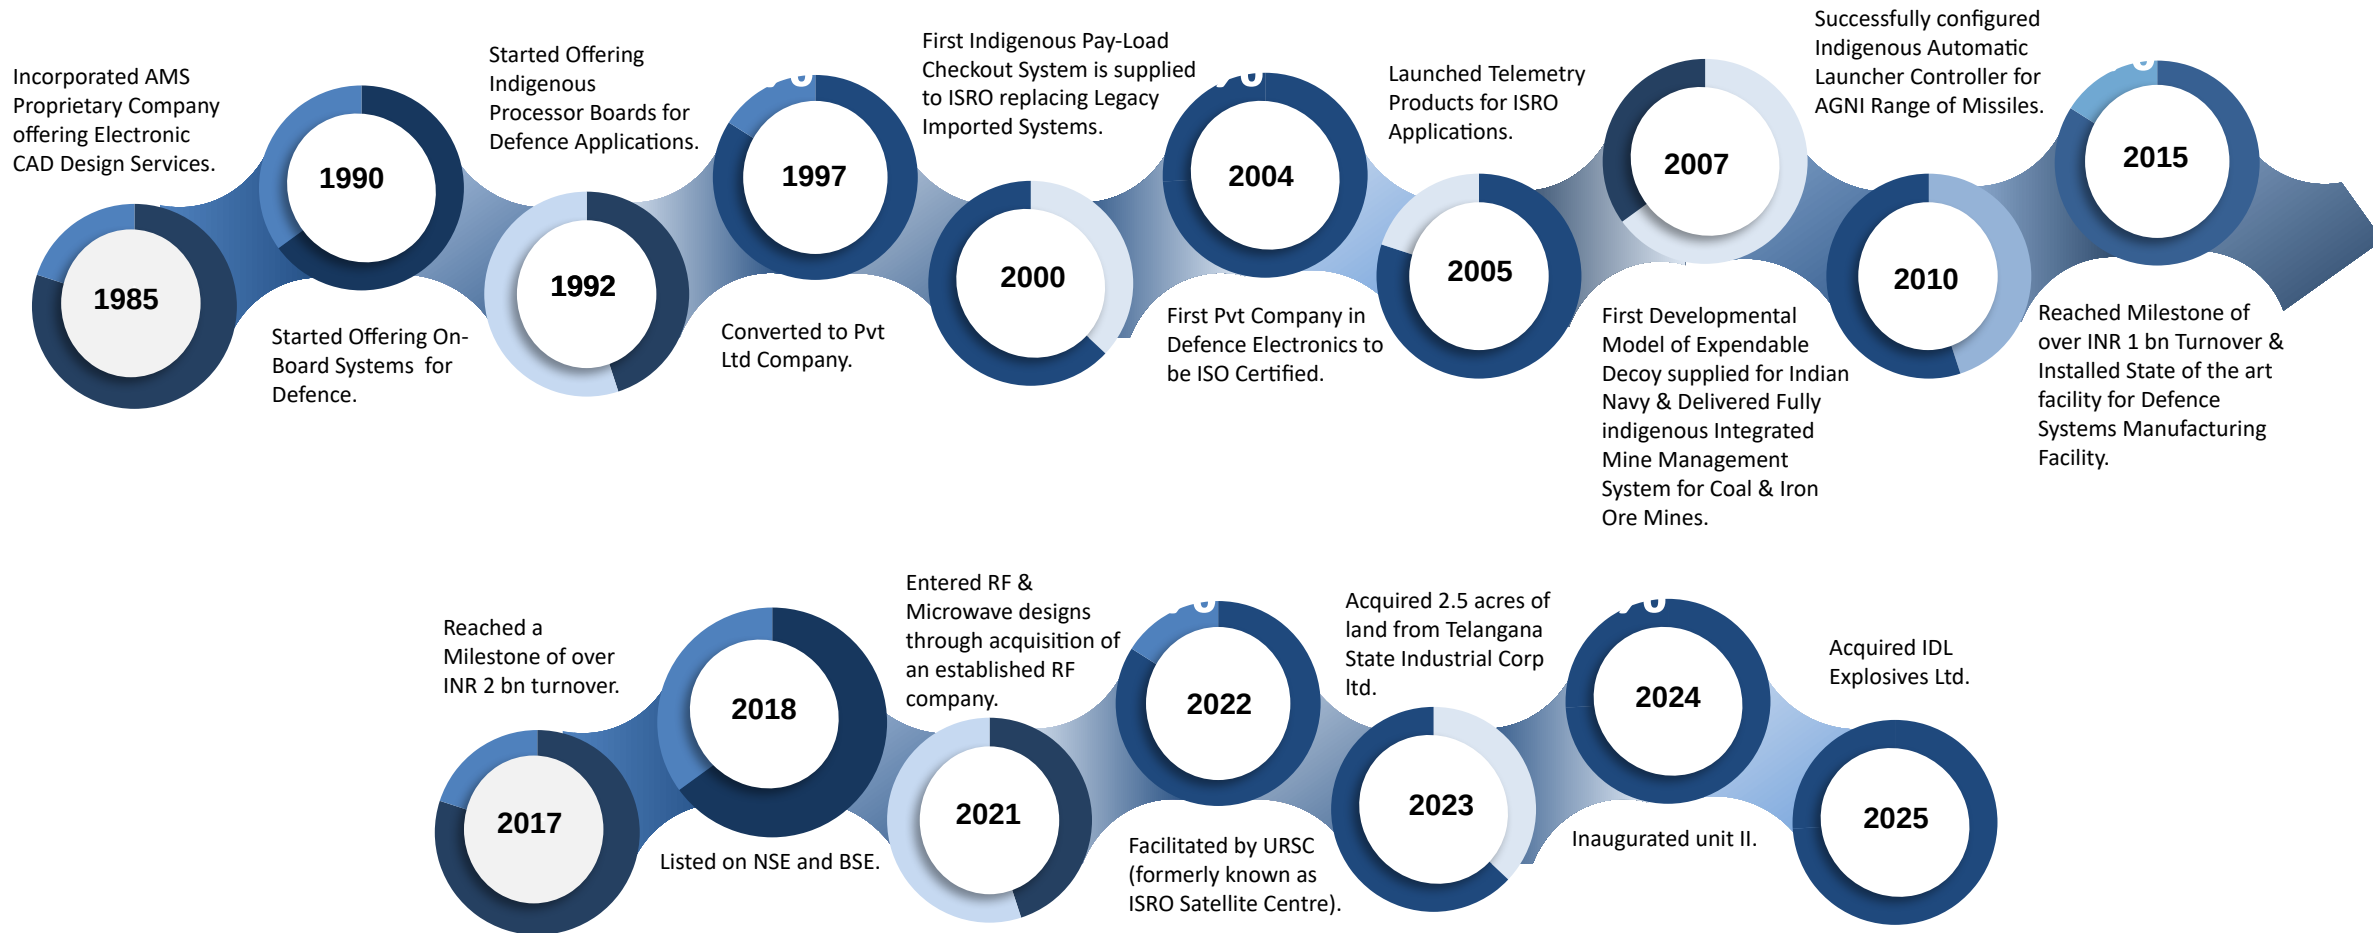 Incorporated AMS
Proprietary Company
offering Electronic
CAD Design Services.
1985
1990
Started Offering On-
Board Systems for
Defence.
Started Offering
Indigenous
Processor Boards for
Defence Applications.
1992
1997
Converted to Pvt
Ltd Company.
First Indigenous Pay-Load
Checkout System is supplied
to ISRO replacing Legacy
Imported Systems.
2000
2004
First Pvt Company in
Defence Electronics to
be ISO Certified.
Launched Telemetry
Products for ISRO
Applications.
2005
2007
First Developmental
Model of Expendable
Decoy supplied for Indian
Navy & Delivered Fully
indigenous Integrated
Mine Management
System for Coal & Iron
Ore Mines.
Successfully configured
Indigenous Automatic
Launcher Controller for
AGNI Range of Missiles.
2010
2015
Reached Milestone of
over INR 1 bn Turnover &
Installed State of the art
facility for Defence
Systems Manufacturing
Facility.
Reached a
Milestone of over
INR 2 bn turnover.
2017
2018
Listed on NSE and BSE.
Entered RF &
Microwave designs
through acquisition of
an established RF
company.
2021
2022
Facilitated by URSC
(formerly known as
ISRO Satellite Centre).
Acquired 2.5 acres of
land from Telangana
State Industrial Corp
ltd.
2023
2024
Inaugurated unit II.
Acquired IDL
Explosives Ltd.
2025